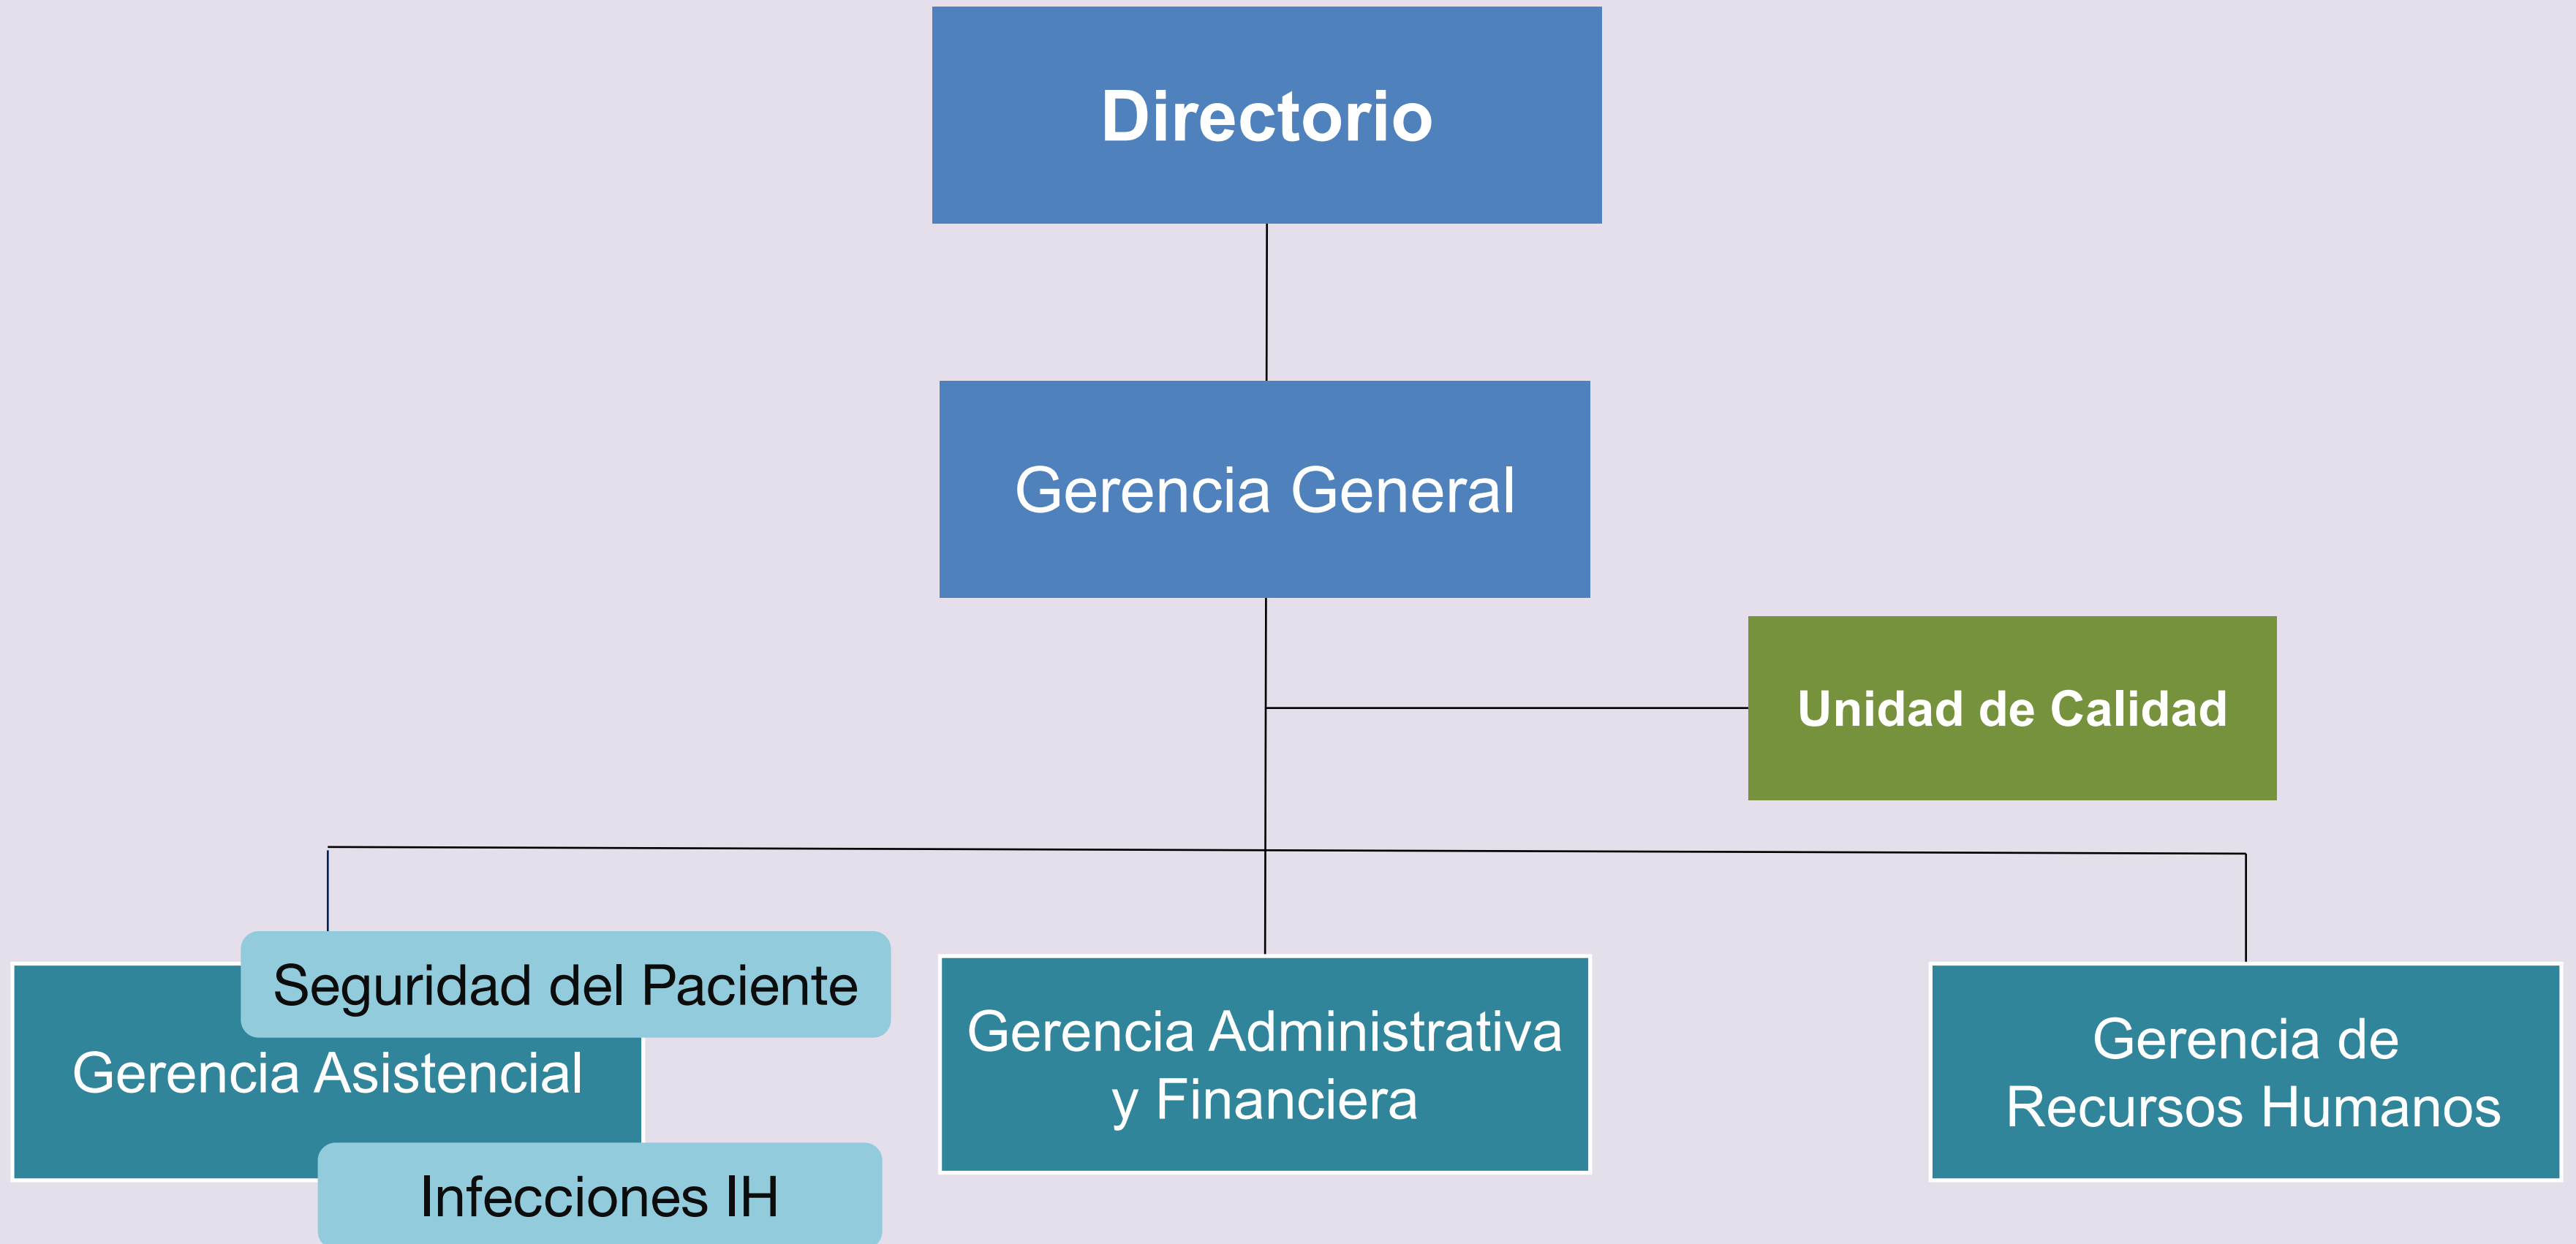 Directorio
Gerencia General
Unidad de Calidad
Seguridad del Paciente
Gerencia Asistencial
Infecciones IH
Gerencia Administrativa
y Financiera
Gerencia de
Recursos Humanos